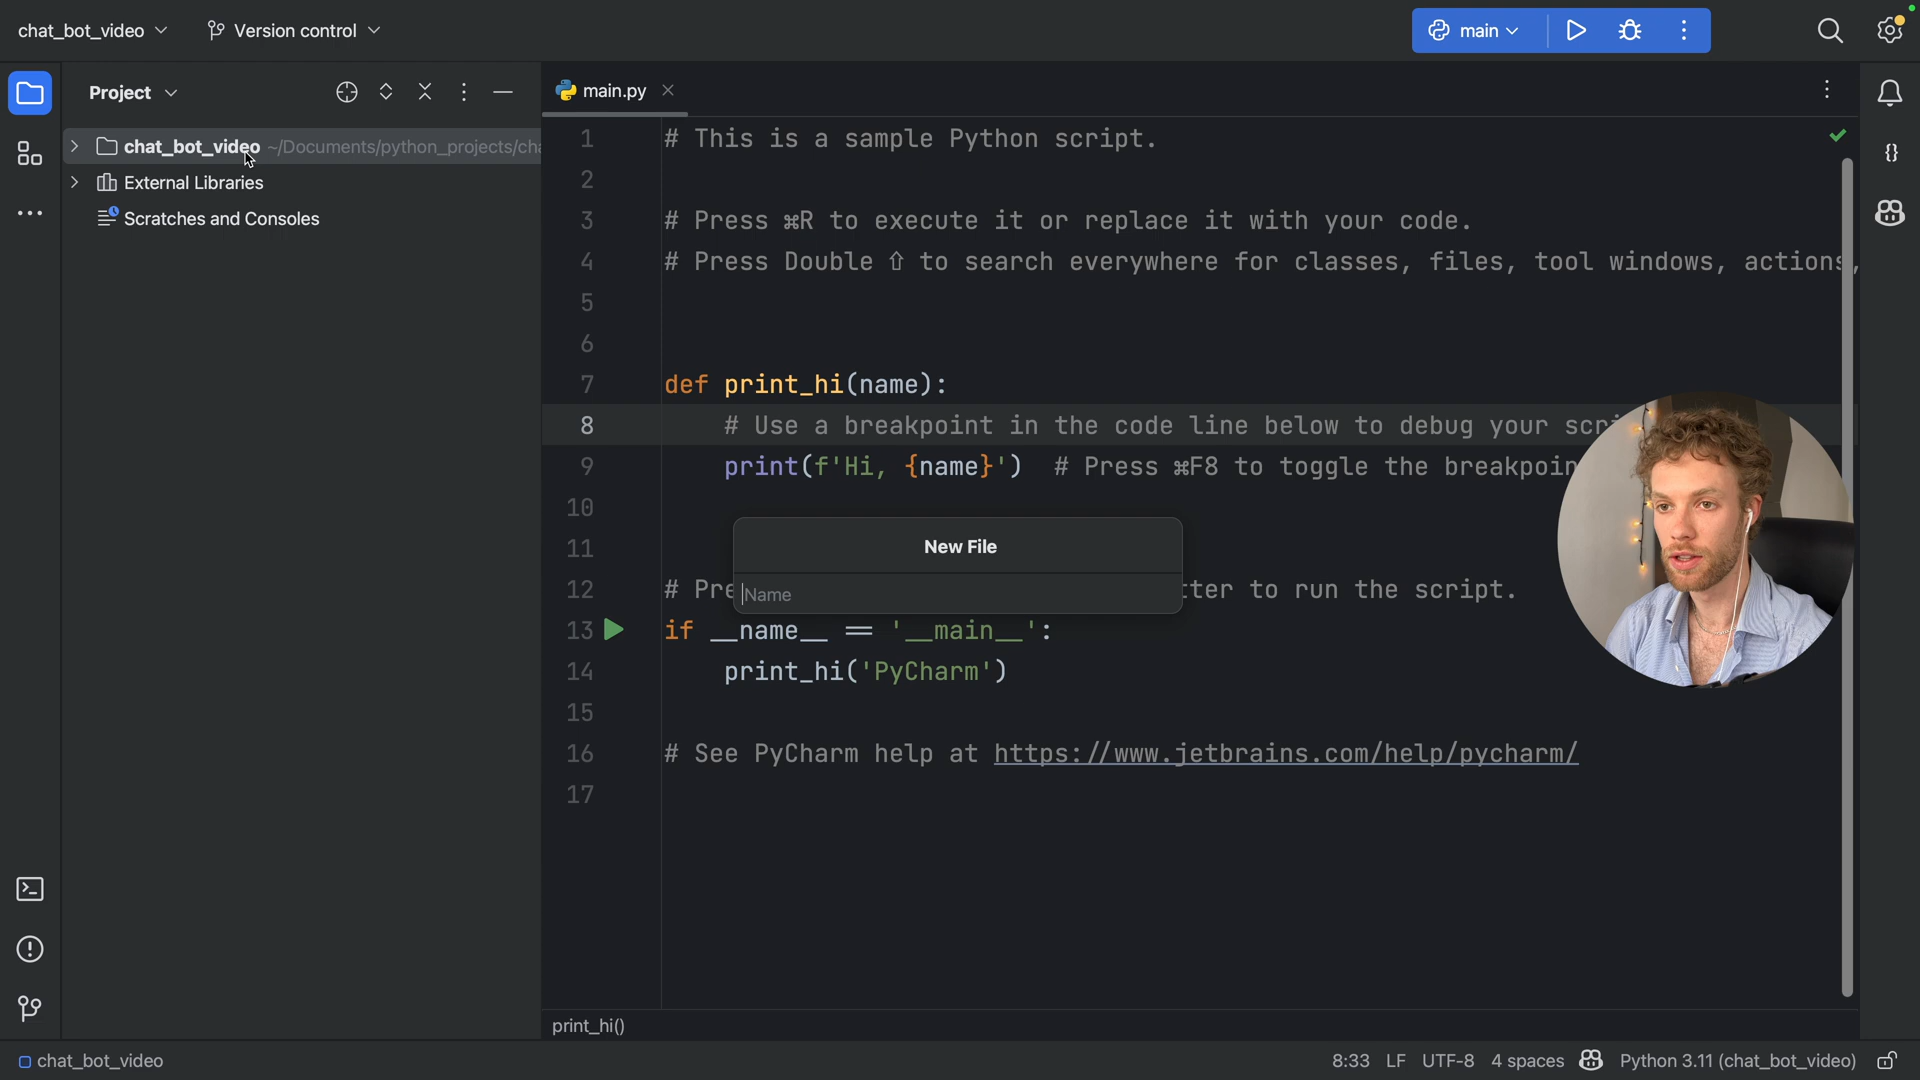 chat_bot_video
Version control
main
Project
main.py
chat_bot_video ~/Documents/python_projects/cha
External Libraries
Scratches and Consoles
1 # This is a sample Python script.
2
3 # Press ⌘R to execute it or replace it with your code.
4 # Press Double ⇧ to search everywhere for classes, files, tool windows, actions,
5
6
7 def print_hi(name):
8 # Use a breakpoint in the code line below to debug your scri
9 print(f'Hi, {name}') # Press ⌘F8 to toggle the breakpoin
10
11
New File
Name
12 # Pre tter to run the script.
13 if __name__ == '__main__':
14 print_hi('PyCharm')
15
16 # See PyCharm help at https://www.jetbrains.com/help/pycharm/
17
print_hi()
chat_bot_video
8:33 LF UTF-8 4 spaces Python 3.11 (chat_bot_video)